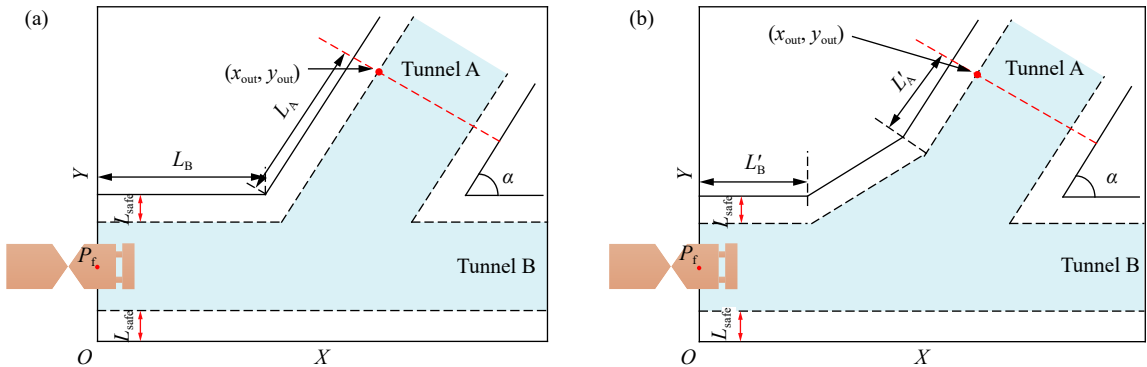 (a)
(x_out, y_out)
Tunnel A
L_A
L_B
Y
α
L_safe
P_f
Tunnel B
L_safe
O
X
(b)
(x_out, y_out)
Tunnel A
L′_A
L′_B
Y
α
L_safe
P_f
Tunnel B
L_safe
O
X